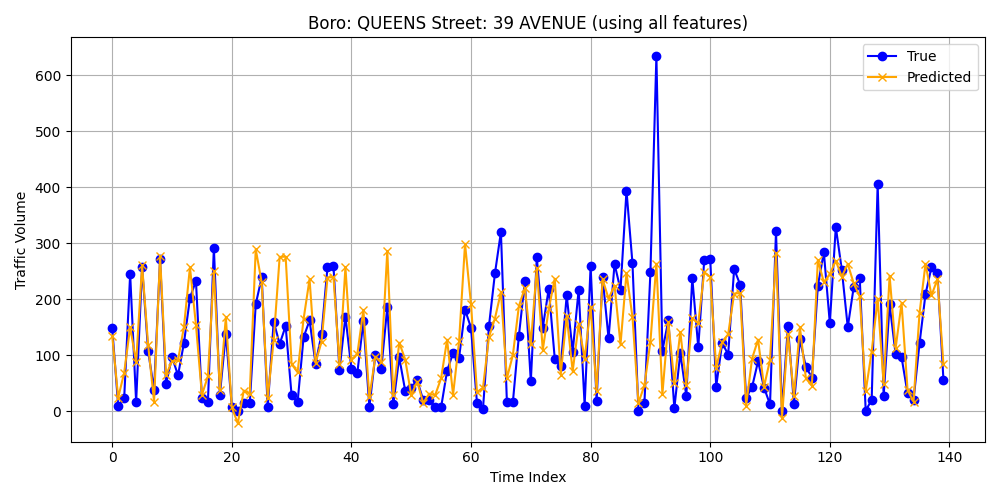 Boro: QUEENS Street: 39 AVENUE (using all features)
True
Predicted
Traffic Volume
600
500
400
300
200
100
0
0 20 40 60 80 100 120 140
Time Index